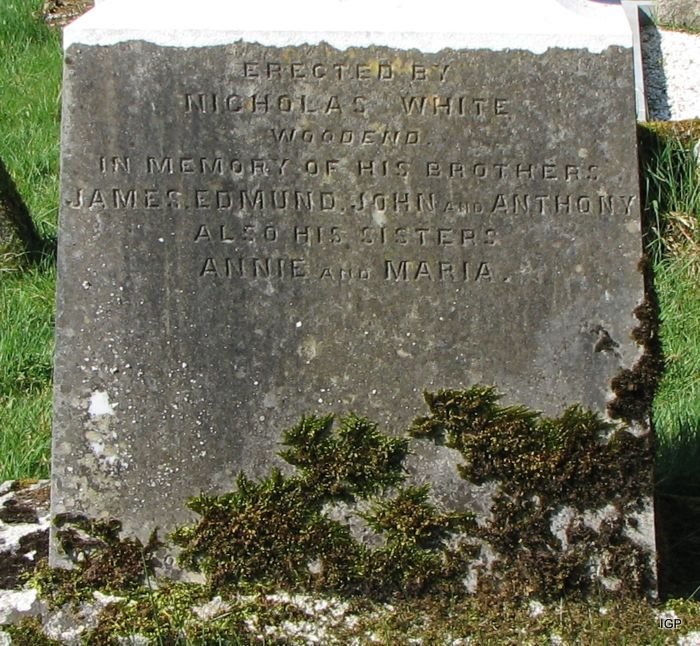 ERECTED BY
NICHOLAS WHITE
WOODEND.
IN MEMORY OF HIS BROTHERS
JAMES, EDMUND, JOHN AND ANTHONY
ALSO HIS SISTERS
ANNIE AND MARIA.
IGP